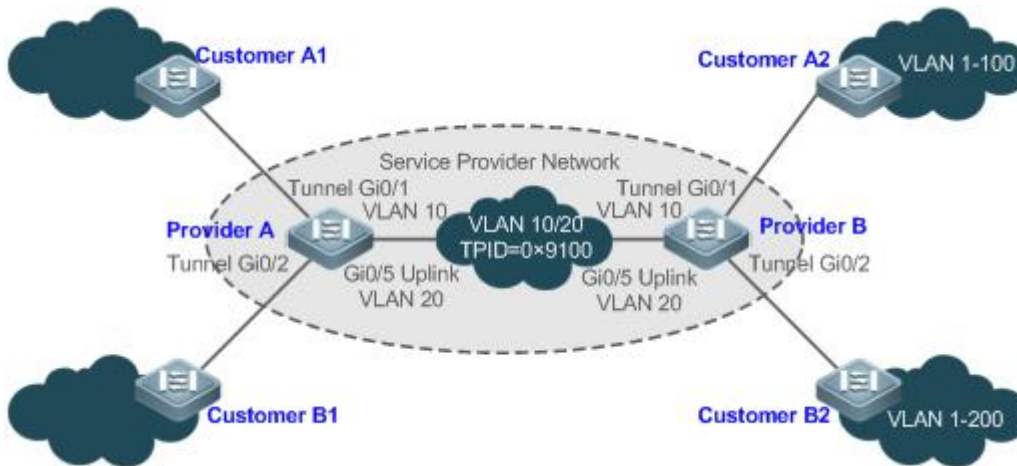 Customer A1
Customer A2
VLAN 1-100
Service Provider Network
Tunnel Gi0/1
VLAN 10
Tunnel Gi0/1
VLAN 10
Provider A
VLAN 10/20
TPID=0×9100
Provider B
Tunnel Gi0/2
Gi0/5 Uplink
VLAN 20
Gi0/5 Uplink
VLAN 20
Tunnel Gi0/2
Customer B1
Customer B2
VLAN 1-200